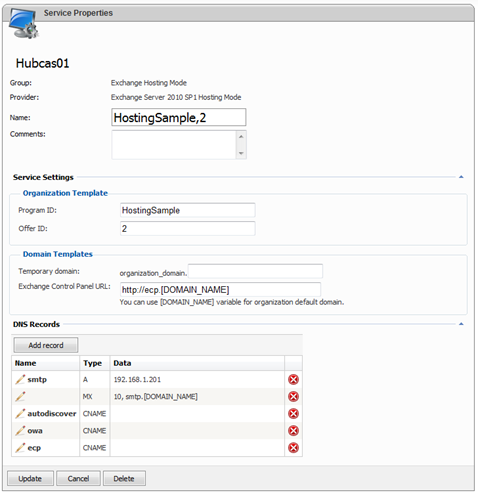 Service Properties
Hubcas01
Group: Exchange Hosting Mode
Provider: Exchange Server 2010 SP1 Hosting Mode
Name: HostingSample,2
Comments:
Service Settings
Organization Template
Program ID: HostingSample
Offer ID: 2
Domain Templates
Temporary domain: organization_domain.
Exchange Control Panel URL: http://ecp.[DOMAIN_NAME]
You can use [DOMAIN_NAME] variable for organization default domain.
DNS Records
Add record
Name Type Data
smtp A 192.168.1.201
MX 10, smtp.[DOMAIN_NAME]
autodiscover CNAME
owa CNAME
ecp CNAME
Update Cancel Delete